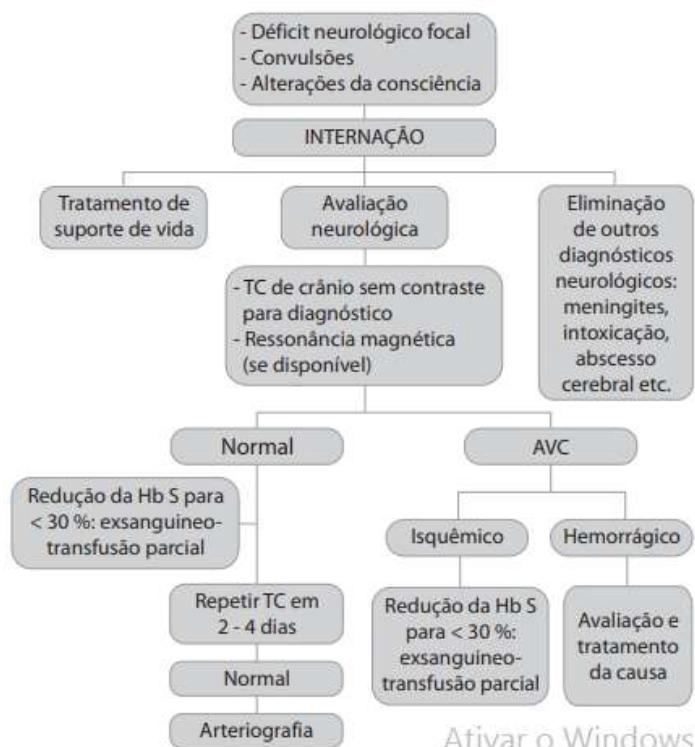 - Déficit neurológico focal
- Convulsões
- Alterações da consciência
INTERNAÇÃO
Tratamento de
suporte de vida
Avaliação
neurológica
Eliminação
de outros
diagnósticos
neurológicos:
meningites,
intoxicação,
abscesso
cerebral etc.
- TC de crânio sem contraste
para diagnóstico
- Ressonância magnética
(se disponível)
Normal
AVC
Redução da Hb S para
< 30 %: exsanguineo-
transfusão parcial
Isquêmico
Hemorrágico
Repetir TC em
2 - 4 dias
Redução da Hb S
para < 30 %:
exsanguineo-
transfusão parcial
Avaliação e
tratamento
da causa
Normal
Arteriografia
Ativar o Windows